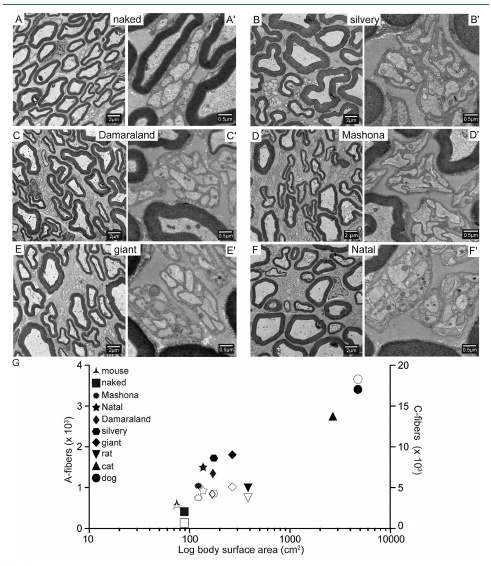 A naked A' B silvery B'
2µm 0.5µm 2µm 0.5µm
C Damaraland C' D Mashona D'
2µm 0.5µm 2 µm 0.5µm
E giant E' F Natal F'
2µm 0.5µm 2µm 0.5µm
G
A-fibers (x 10³)
4
3
2
1
0
mouse
naked
Mashona
Natal
Damaraland
silvery
giant
rat
cat
dog
20
15
10
5
0
C-fibers (x 10³)
10 100 1000 10000
Log body surface area (cm²)